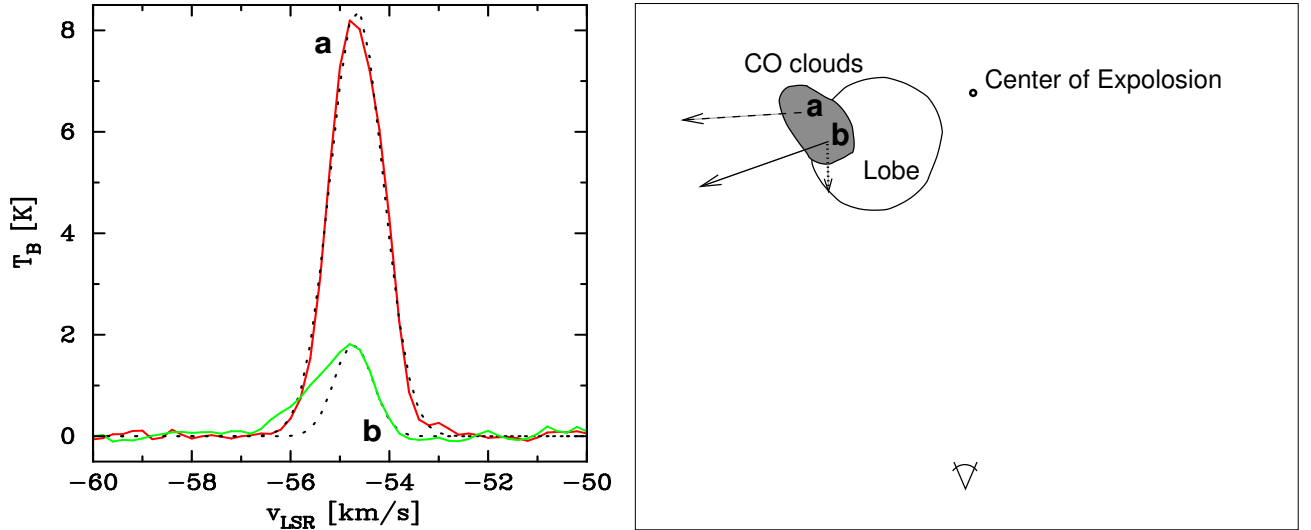 8
6
4
2
0
T_B [K]
a
b
−60
−58
−56
−54
−52
−50
v_LSR [km/s]
CO clouds
a
b
Lobe
Center of Expolosion